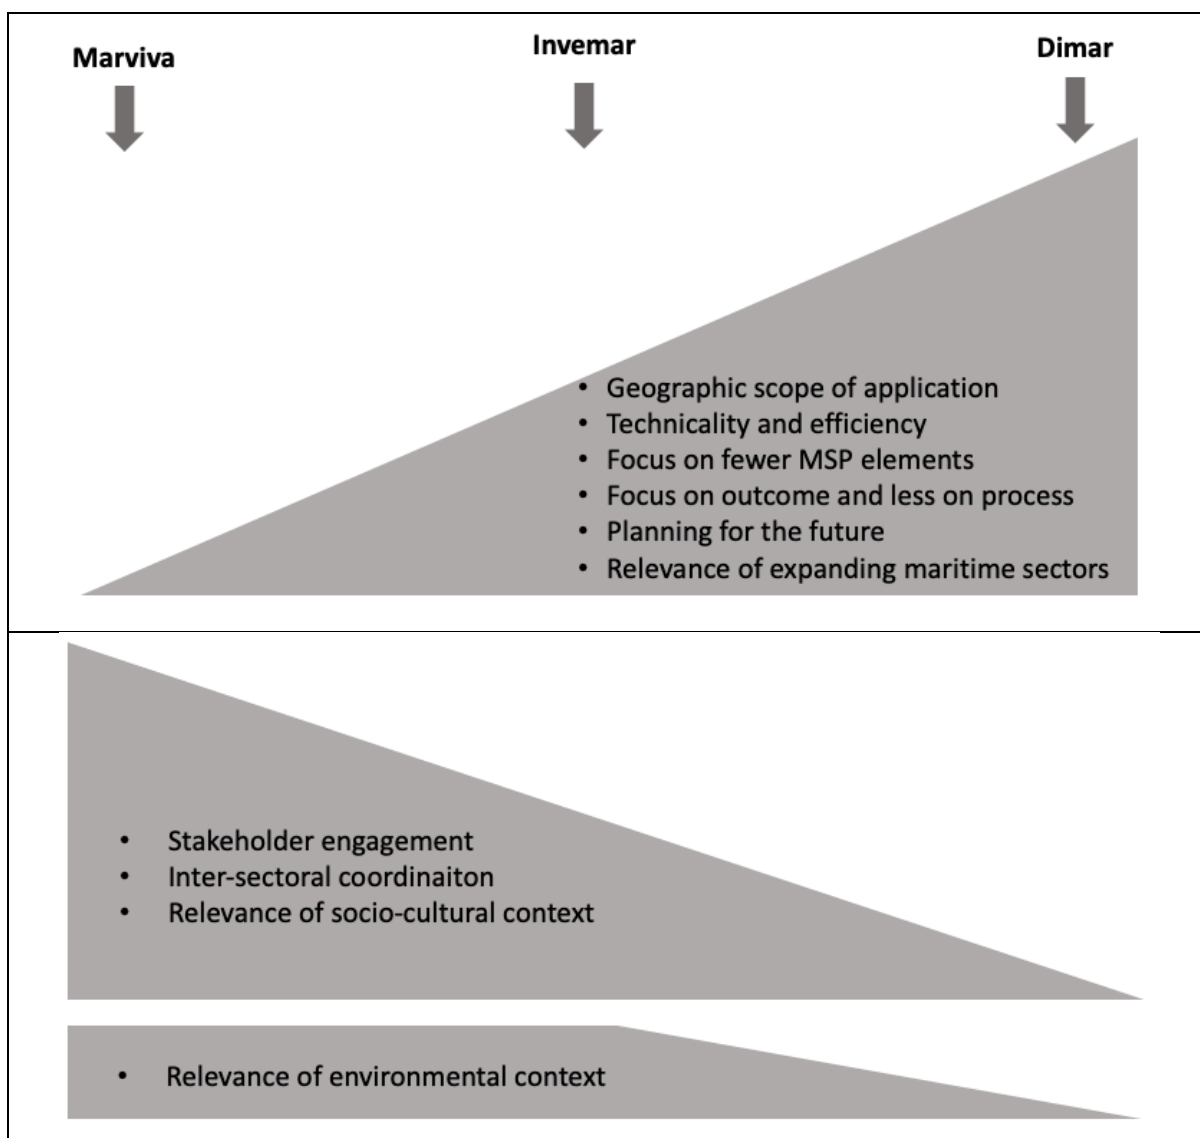 Marviva
Invemar
Dimar
• Geographic scope of application
• Technicality and efficiency
• Focus on fewer MSP elements
• Focus on outcome and less on process
• Planning for the future
• Relevance of expanding maritime sectors
• Stakeholder engagement
• Inter-sectoral coordinaiton
• Relevance of socio-cultural context
• Relevance of environmental context